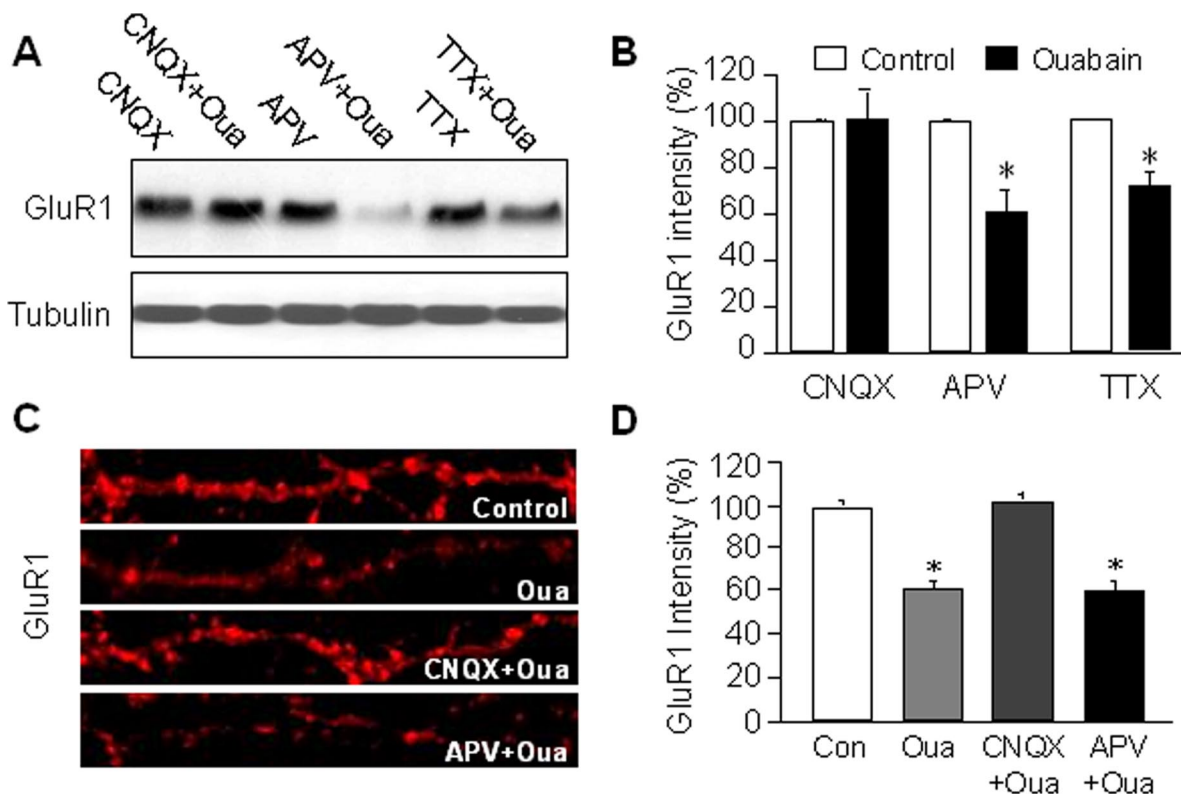 A
CNQX
CNQX+Oua
APV
APV+Oua
TTX
TTX+Oua
GluR1
Tubulin
B
Control
Ouabain
GluR1 intensity (%)
120
100
80
60
40
20
0
*
*
CNQX
APV
TTX
C
GluR1
Control
Oua
CNQX+Oua
APV+Oua
D
GluR1 Intensity (%)
120
100
80
60
40
20
0
*
*
Con
Oua
CNQX
+Oua
APV
+Oua